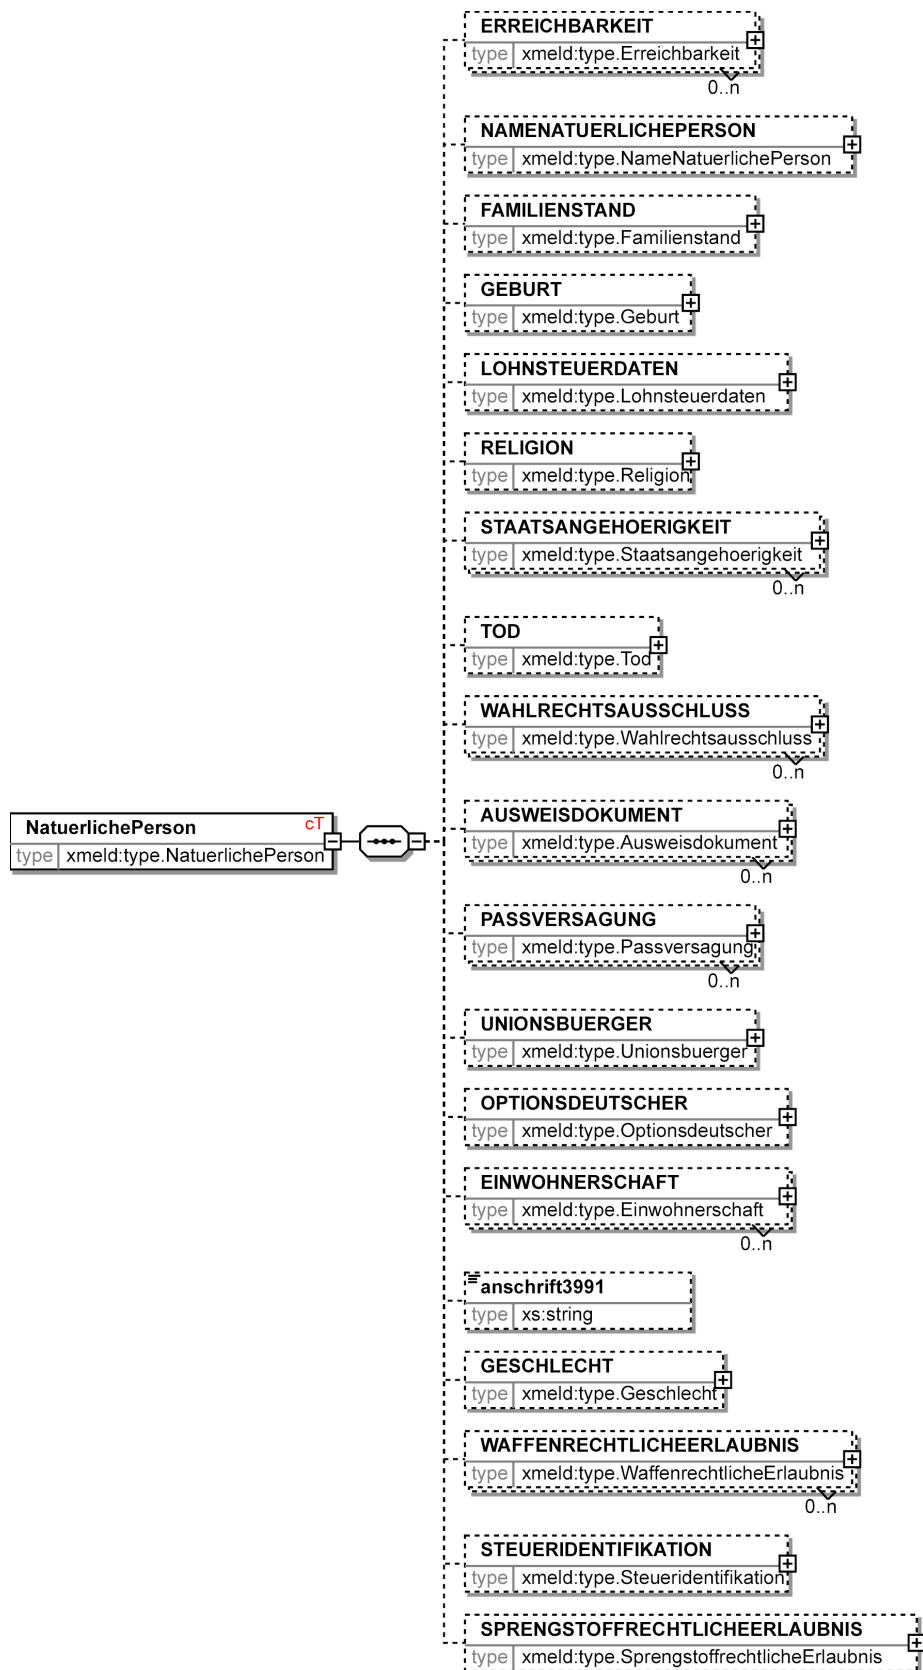 ERREICHBARKEIT
type xmeld:type.Erreichbarkeit
0..n
NAMENATUERLICHEPERSON
type xmeld:type.NameNatuerlichePerson
FAMILIENSTAND
type xmeld:type.Familienstand
GEBURT
type xmeld:type.Geburt
LOHNSTEUERDATEN
type xmeld:type.Lohnsteuerdaten
RELIGION
type xmeld:type.Religion
STAATSANGEHOERIGKEIT
type xmeld:type.Staatsangehoerigkeit
0..n
TOD
type xmeld:type.Tod
WAHLRECHTSAUSSCHLUSS
type xmeld:type.Wahlrechtsausschluss
0..n
NatuerlichePerson cT
type xmeld:type.NatuerlichePerson
AUSWEISDOKUMENT
type xmeld:type.Ausweisdokument
0..n
PASSVERSAGUNG
type xmeld:type.Passversagung
0..n
UNIONSBUERGER
type xmeld:type.Unionsbuerger
OPTIONSDEUTSCHER
type xmeld:type.Optionsdeutscher
EINWOHNERSCHAFT
type xmeld:type.Einwohnerschaft
0..n
anschrift3991
type xs:string
GESCHLECHT
type xmeld:type.Geschlecht
WAFFENRECHTLICHEERLAUBNIS
type xmeld:type.WaffenrechtlicheErlaubnis
0..n
STEUERIDENTIFIKATION
type xmeld:type.Steueridentifikation
SPRENGSTOFFRECHTLICHEERLAUBNIS
type xmeld:type.SprengstoffrechtlicheErlaubnis